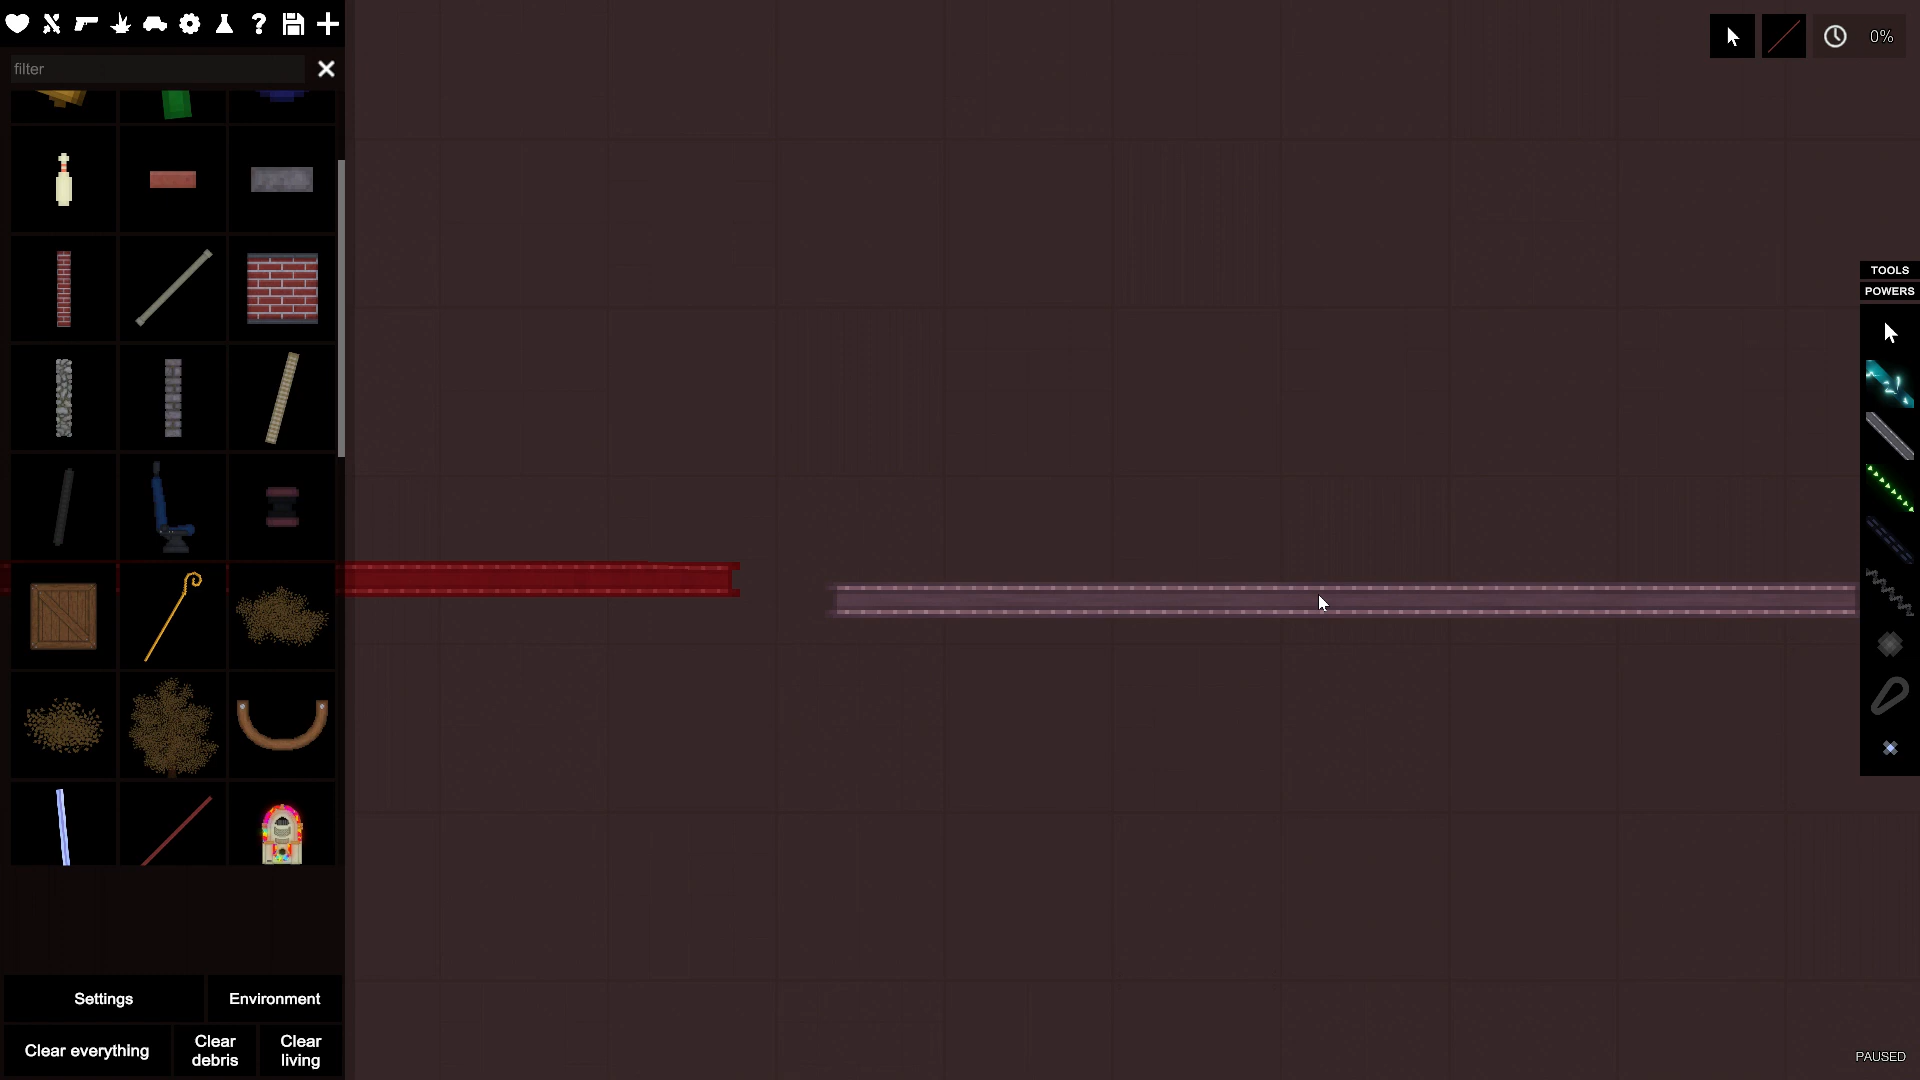 filter
0%
TOOLS
POWERS
Settings
Environment
Clear everything
Clear
debris
Clear
living
PAUSED